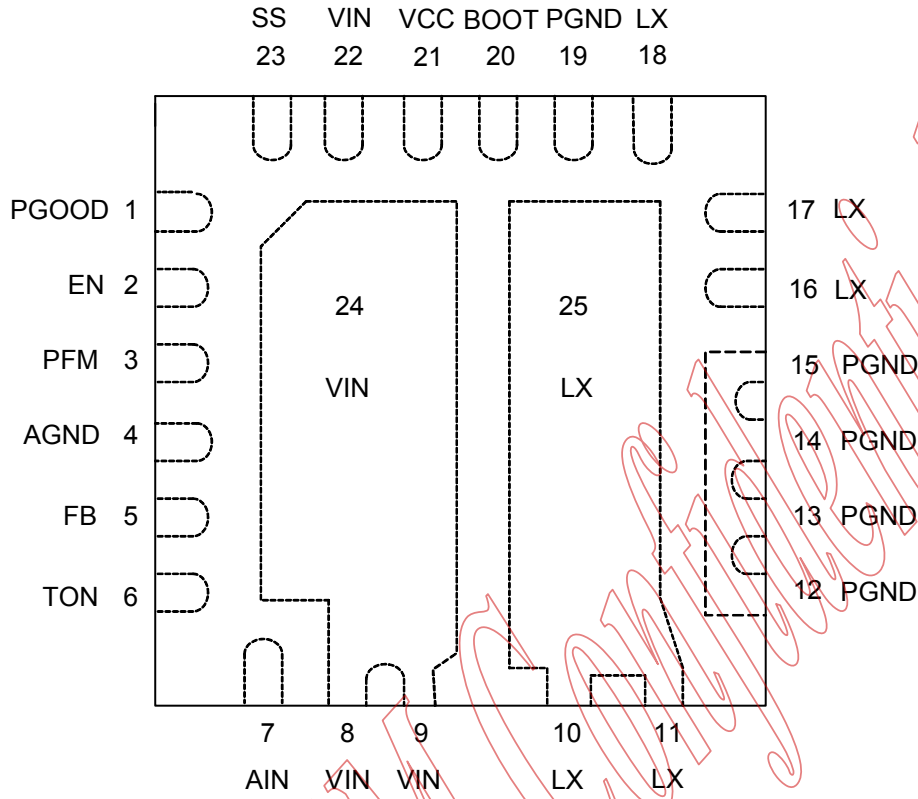 SS VIN VCC BOOT PGND LX
23 22 21 20 19 18
PGOOD 1
17 LX
EN 2
16 LX
24
25
PFM 3
15 PGND
VIN
LX
AGND 4
14 PGND
FB 5
13 PGND
TON 6
12 PGND
7 8 9 10 11
AIN VIN VIN LX LX